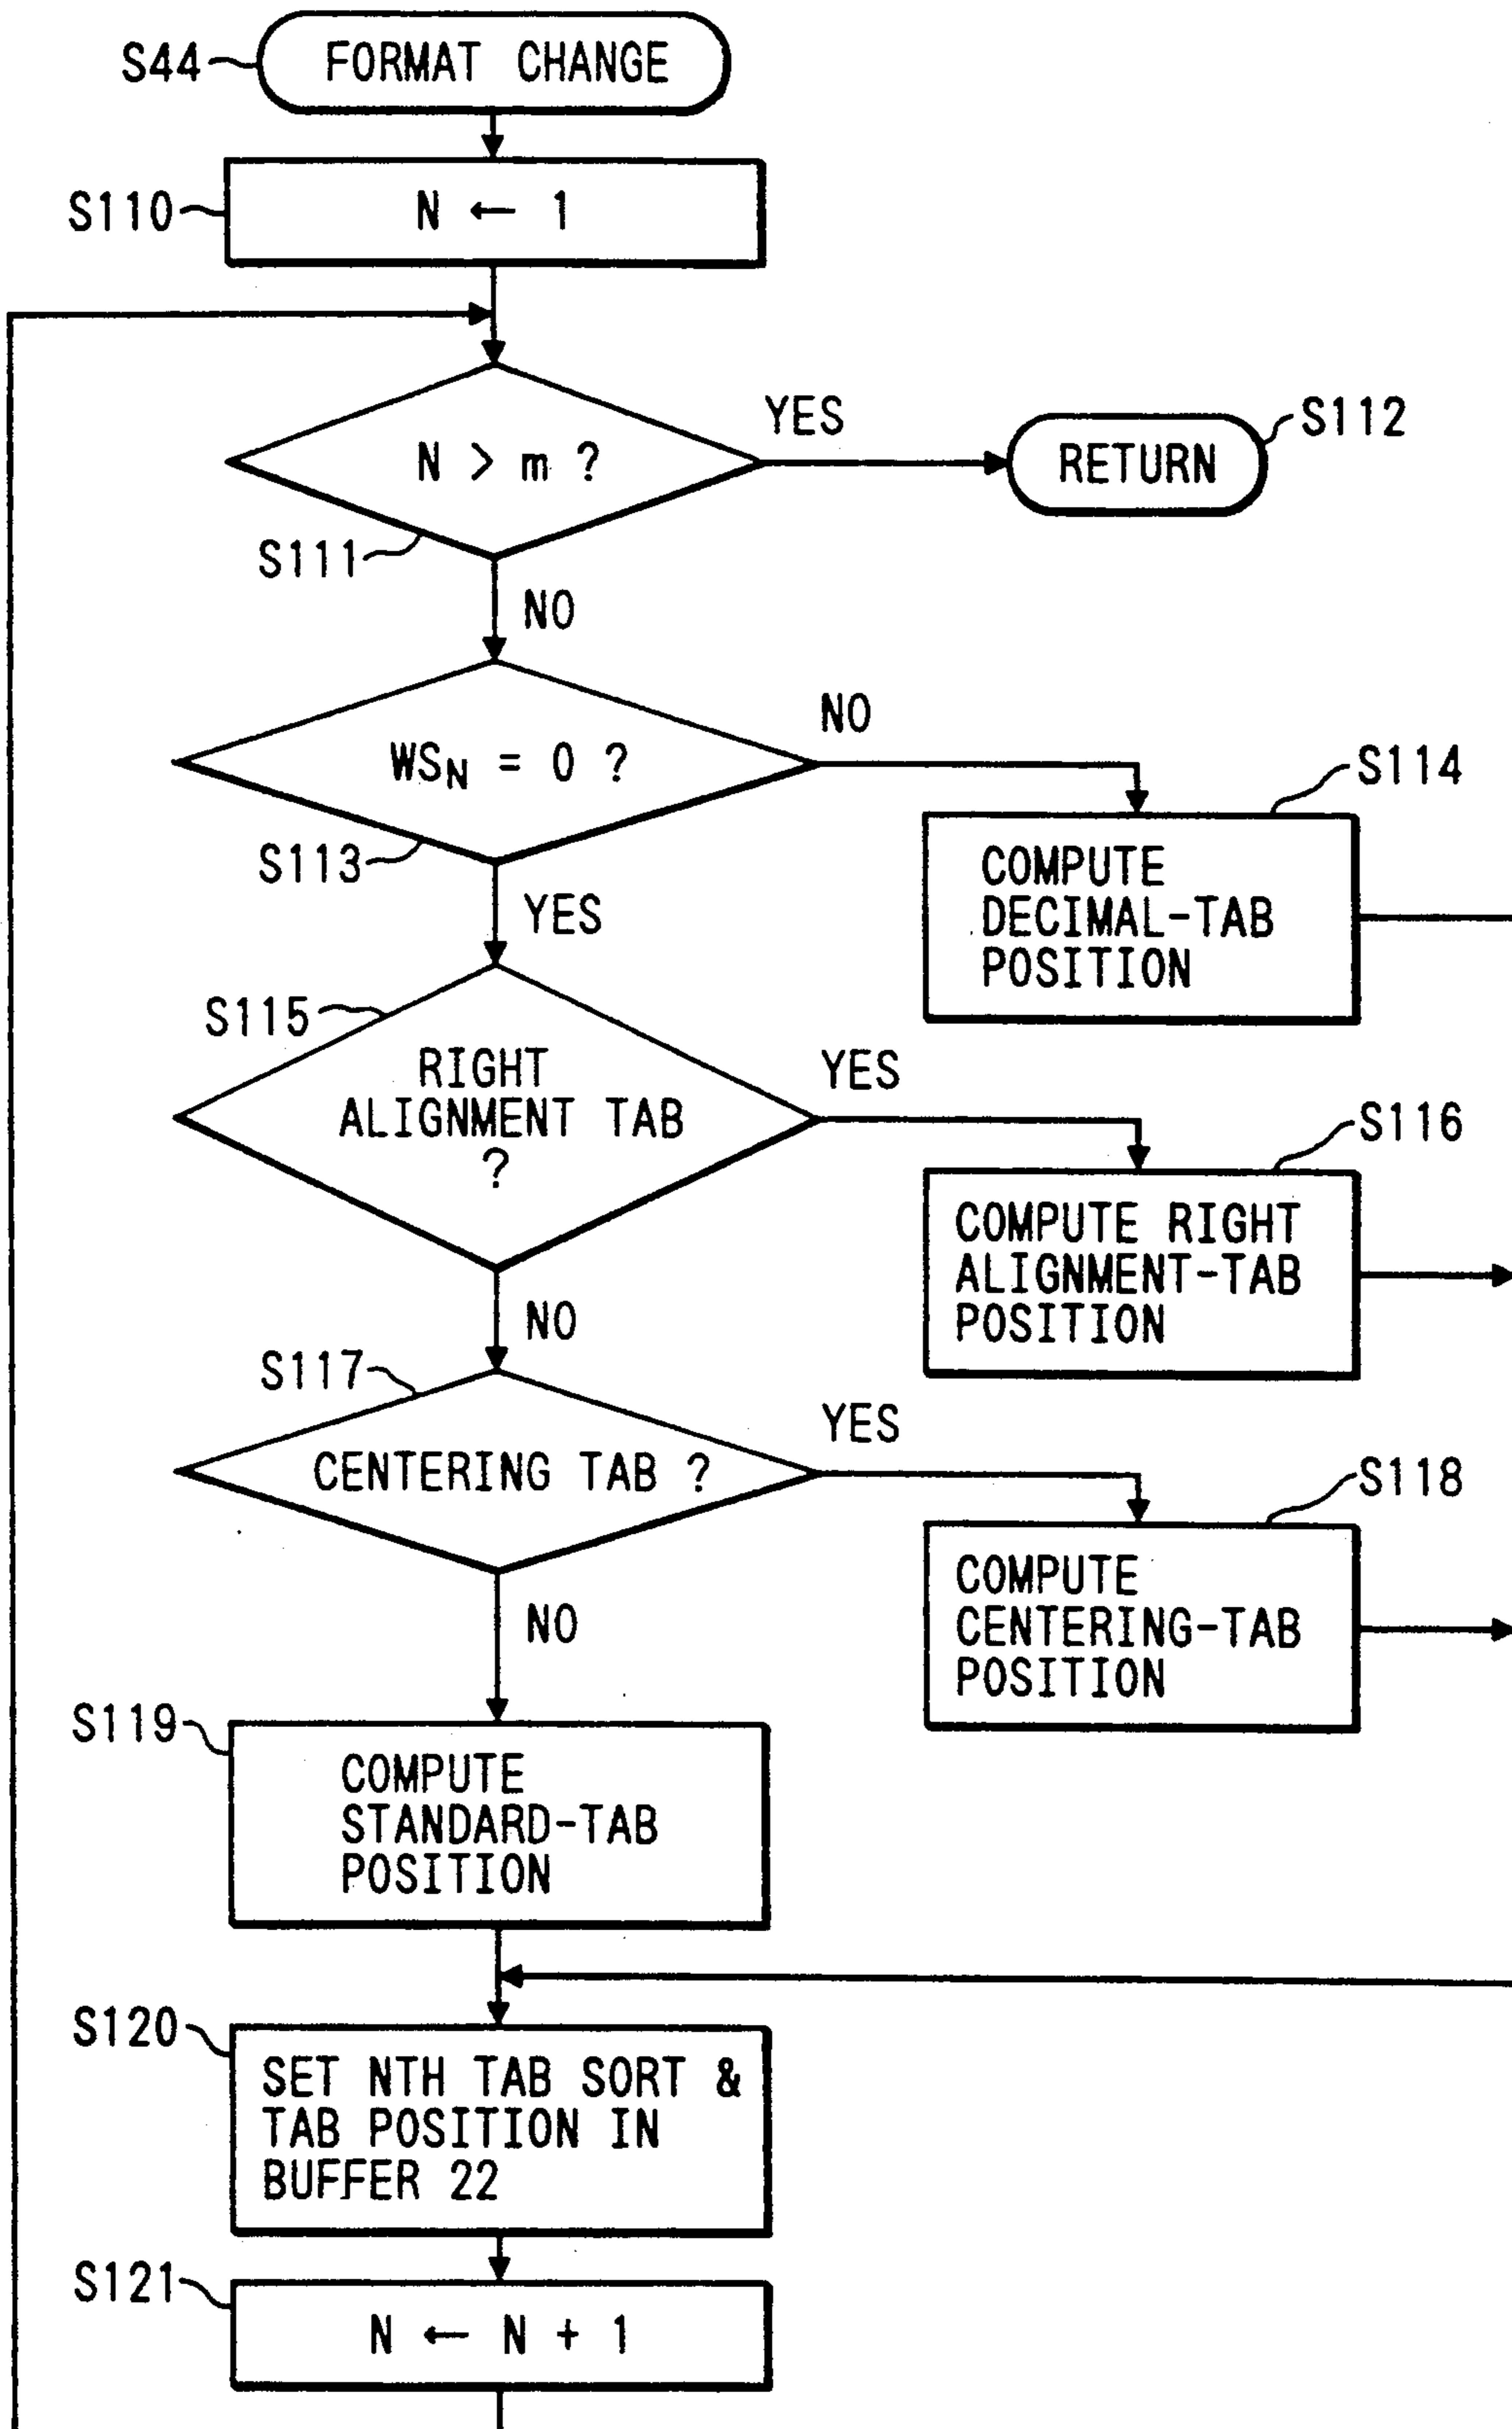 S44
FORMAT CHANGE
S110
N ← 1
N > m ?
YES
S112
RETURN
S111
NO
WSN = 0 ?
NO
S113
S114
COMPUTE
DECIMAL-TAB
POSITION
YES
S115
RIGHT
ALIGNMENT TAB
?
YES
S116
COMPUTE RIGHT
ALIGNMENT-TAB
POSITION
NO
S117
CENTERING TAB ?
YES
S118
COMPUTE
CENTERING-TAB
POSITION
NO
S119
COMPUTE
STANDARD-TAB
POSITION
S120
SET NTH TAB SORT &
TAB POSITION IN
BUFFER 22
S121
N ← N + 1